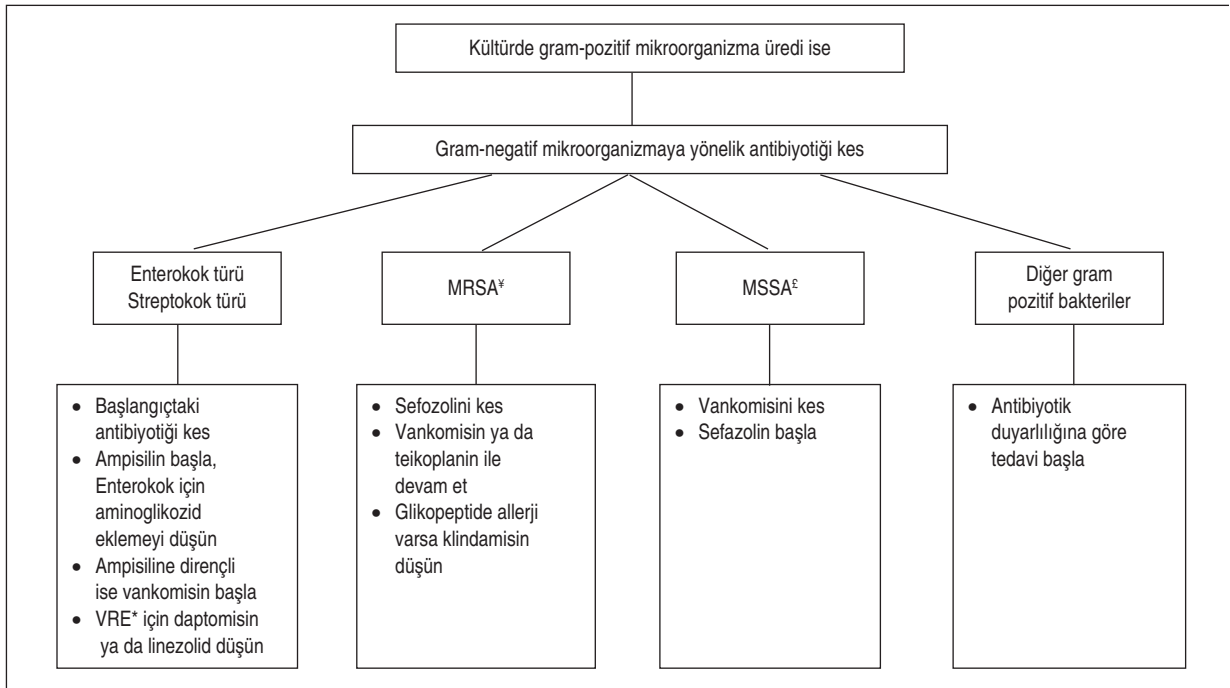 Kültürde gram-pozitif mikroorganizma üredi ise
Gram-negatif mikroorganizmaya yönelik antibiyotiği kes
Enterokok türü
Streptokok türü
MRSA¥
MSSA£
Diğer gram
pozitif bakteriler
• Başlangıçtaki
antibiyotiği kes
• Ampisilin başla,
Enterokok için
aminoglikozid
eklemeyi düşün
• Ampisiline dirençli
ise vankomisin başla
• VRE* için daptomisin
ya da linezolid düşün
• Sefozolini kes
• Vankomisin ya da
teikoplanin ile
devam et
• Glikopeptide allerji
varsa klindamisin
düşün
• Vankomisini kes
• Sefazolin başla
• Antibiyotik
duyarlılığına göre
tedavi başla